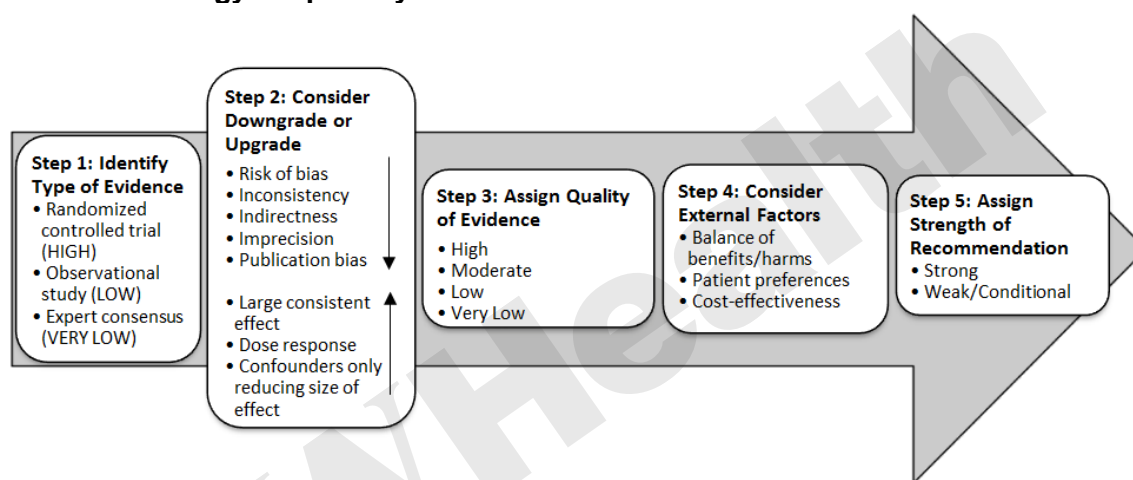 Step 1: Identify
Type of Evidence
• Randomized
controlled trial
(HIGH)
• Observational
study (LOW)
• Expert consensus
(VERY LOW)
Step 2: Consider
Downgrade or
Upgrade
• Risk of bias
• Inconsistency
• Indirectness
• Imprecision
• Publication bias
• Large consistent
effect
• Dose response
• Confounders only
reducing size of
effect
Step 3: Assign Quality
of Evidence
• High
• Moderate
• Low
• Very Low
Step 4: Consider
External Factors
• Balance of
benefits/harms
• Patient preferences
• Cost-effectiveness
Step 5: Assign
Strength of
Recommendation
• Strong
• Weak/Conditional
WHealth